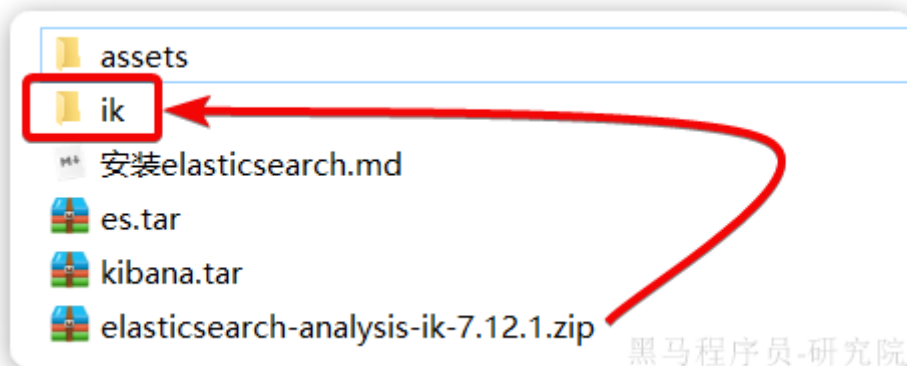 assets
ik
安装elasticsearch.md
es.tar
kibana.tar
elasticsearch-analysis-ik-7.12.1.zip
黑马程序员-研究院